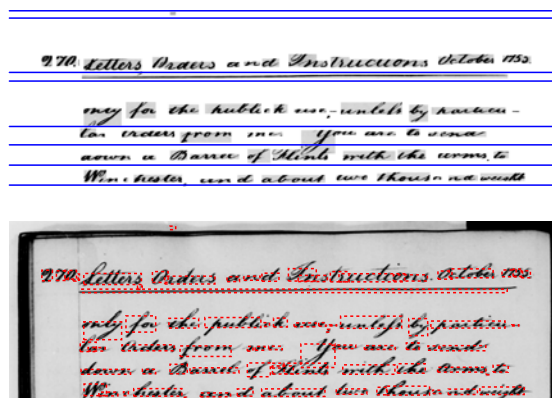 270. Letters Orders and Instructions October 1755.
only for the publick use, unless by particu-
lar Orders from me. You are to send
down a Barrel of Flints with the arms to
Winchester, and about two thousand weight
270. Letters Orders and Instructions October 1755.
only for the publick use, unless by particu-
lar Orders from me. You are to send
down a Barrel of Flints with the arms to
Winchester, and about two thousand weight